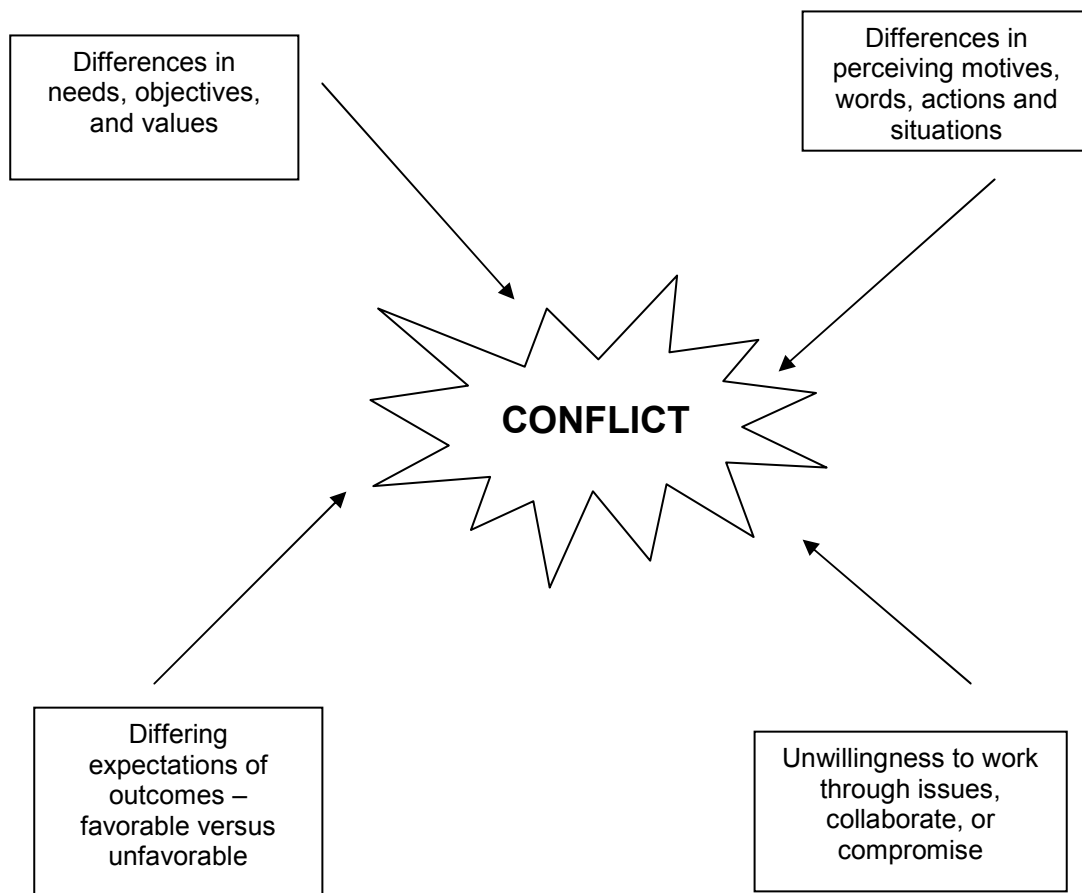 Differences in
needs, objectives,
and values
Differences in
perceiving motives,
words, actions and
situations
CONFLICT
Differing
expectations of
outcomes –
favorable versus
unfavorable
Unwillingness to work
through issues,
collaborate, or
compromise